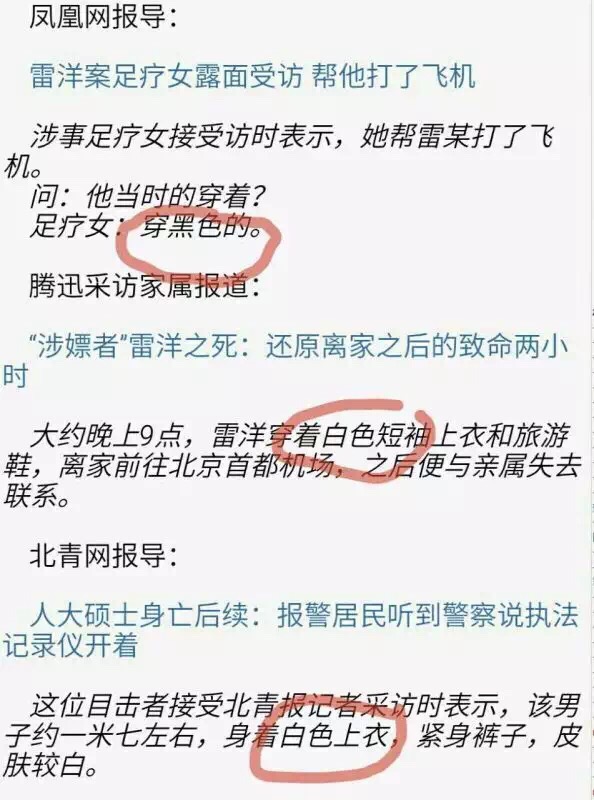 凤凰网报导：
雷洋案足疗女露面受访 帮他打了飞机
涉事足疗女接受访时表示，她帮雷某打了飞
机。
问：他当时的穿着？
足疗女：穿黑色的。
腾迅采访家属报道：
“涉嫖者”雷洋之死：还原离家之后的致命两小
时
大约晚上9点，雷洋穿着白色短袖上衣和旅游
鞋，离家前往北京首都机场，之后便与亲属失去
联系。
北青网报导：
人大硕士身亡后续：报警居民听到警察说执法
记录仪开着
这位目击者接受北青报记者采访时表示，该男
子约一米七左右，身着白色上衣，紧身裤子，皮
肤较白。